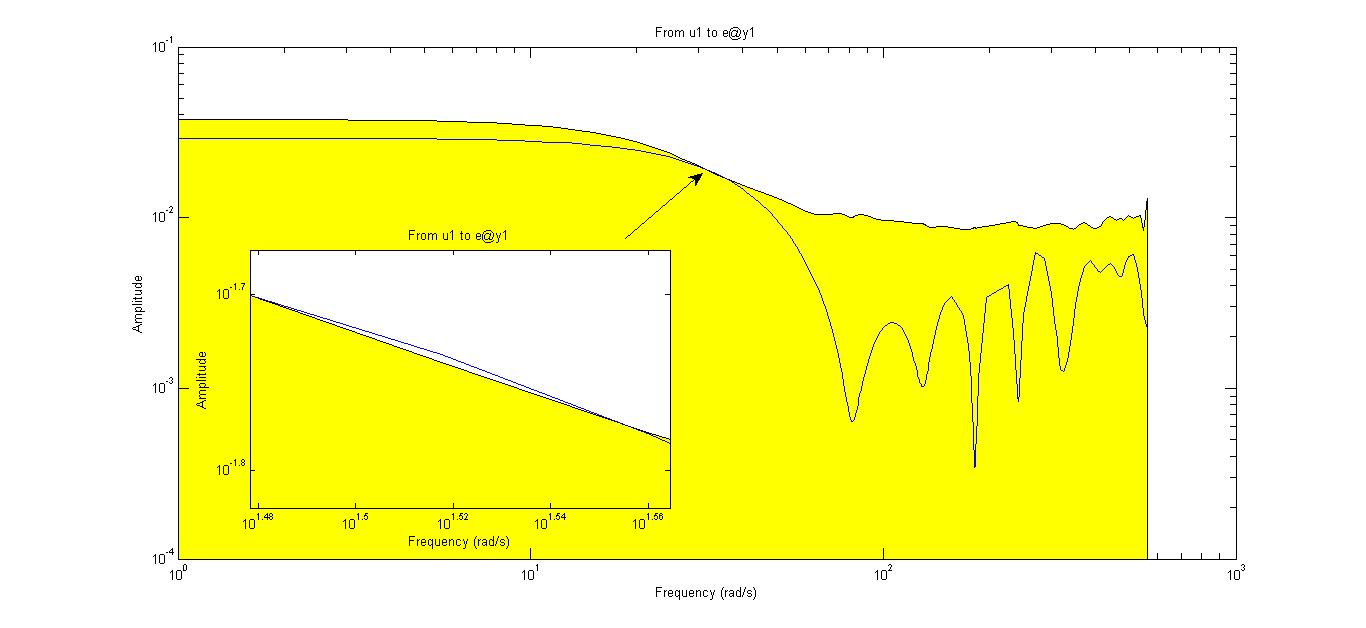 From u1 to e@y1
10^-1
10^-2
10^-3
10^-4
Amplitude
From u1 to e@y1
10^-1.7
10^-1.8
Amplitude
10^1.48
10^1.5
10^1.52
10^1.54
10^1.56
Frequency (rad/s)
10^0
10^1
10^2
10^3
Frequency (rad/s)